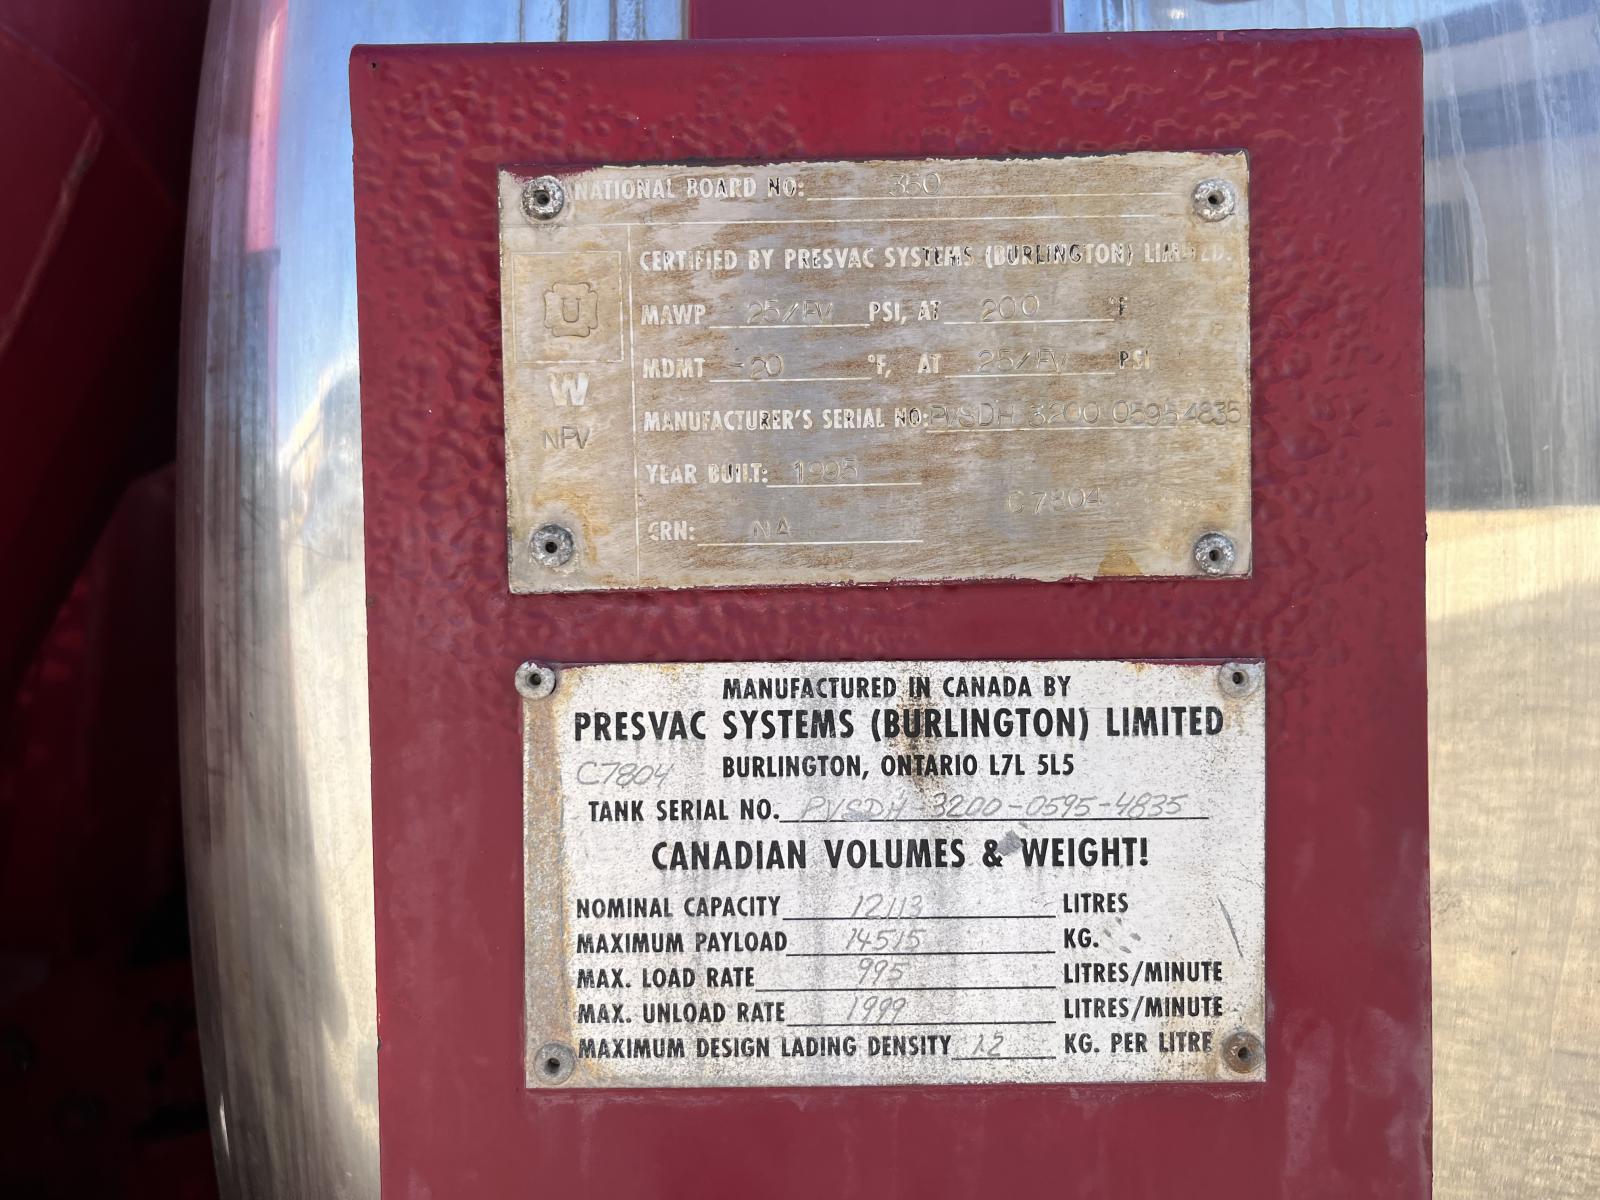 NATIONAL BOARD NO: 350
CERTIFIED BY PRESVAC SYSTEMS (BURLINGTON) LIMITED.
U
MAWP 25/FV PSI, AT 200 °F
MDMT -20 °F, AT 25/FV PSI
W
MANUFACTURER'S SERIAL NO: PVSDH 3200 0595 4835
NPV
YEAR BUILT: 1995
C7804
CRN: NA
MANUFACTURED IN CANADA BY
PRESVAC SYSTEMS (BURLINGTON) LIMITED
C7804 BURLINGTON, ONTARIO L7L 5L5
TANK SERIAL NO. PVSDH-3200-0595-4835
CANADIAN VOLUMES & WEIGHT!
NOMINAL CAPACITY 12113 LITRES
MAXIMUM PAYLOAD 14515 KG.
MAX. LOAD RATE 995 LITRES/MINUTE
MAX. UNLOAD RATE 1999 LITRES/MINUTE
MAXIMUM DESIGN LADING DENSITY 1.2 KG. PER LITRE